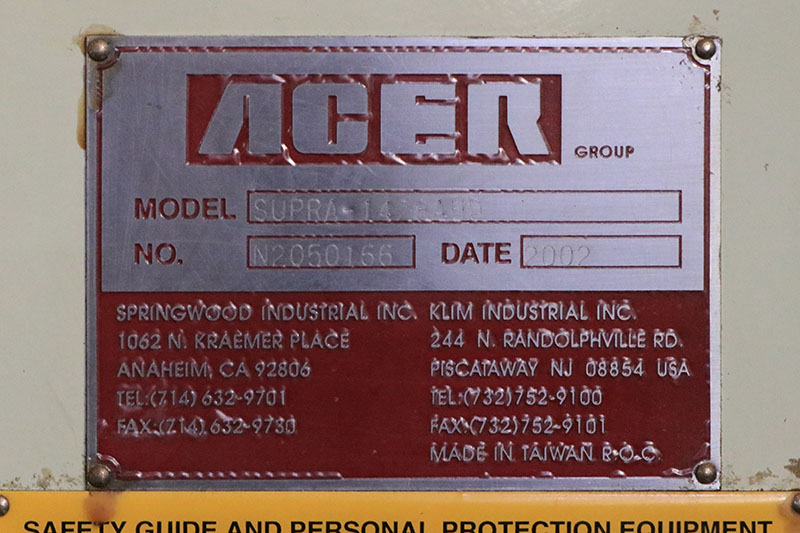 ACER GROUP
MODEL
NO. N2050166 DATE 2002
SPRINGWOOD INDUSTRIAL INC.
1062 N. KRAEMER PLACE
ANAHEIM, CA 92806
TEL:(714) 632-9701
FAX:(714) 632-9730
KLIM INDUSTRIAL INC.
244 N. RANDOLPHVILLE RD.
PISCATAWAY NJ 08854 USA
TEL:(732)752-9100
FAX:(732)752-9101
MADE IN TAIWAN R.O.C.
SAFETY GUIDE AND PERSONAL PROTECTION EQUIPMENT